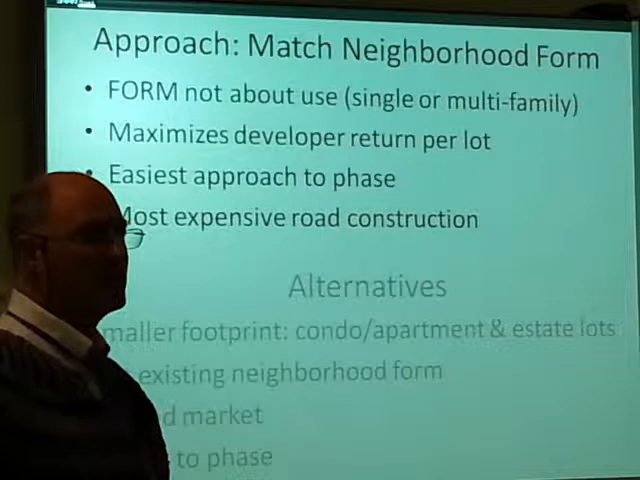 Approach: Match Neighborhood Form
• FORM not about use (single or multi-family)
• Maximizes developer return per lot
• Easiest approach to phase
Most expensive road construction
Alternatives
maller footprint: condo/apartment & estate lots
existing neighborhood form
d market
to phase